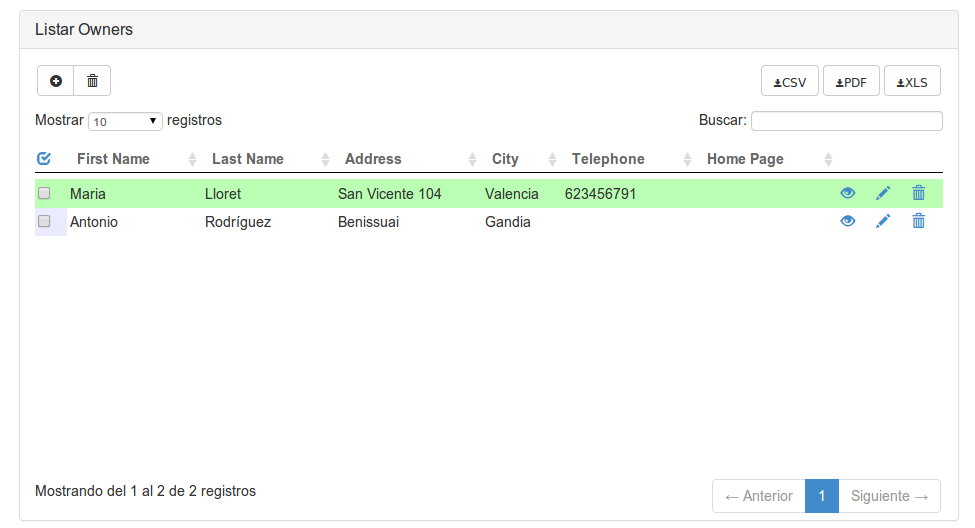 Listar Owners
CSV PDF XLS
Mostrar 10 registros Buscar:
First Name Last Name Address City Telephone Home Page
Maria Lloret San Vicente 104 Valencia 623456791
Antonio Rodríguez Benissuai Gandia
Mostrando del 1 al 2 de 2 registros ← Anterior 1 Siguiente →